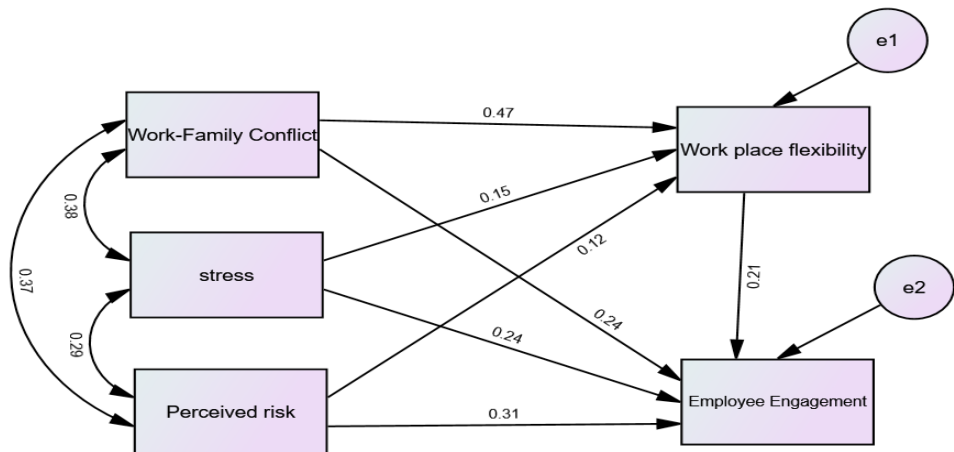 e1
Work-Family Conflict
0.47
Work place flexibility
0.38
0.15
0.12
0.37
stress
0.21
e2
0.24
0.24
0.29
Perceived risk
0.31
Employee Engagement